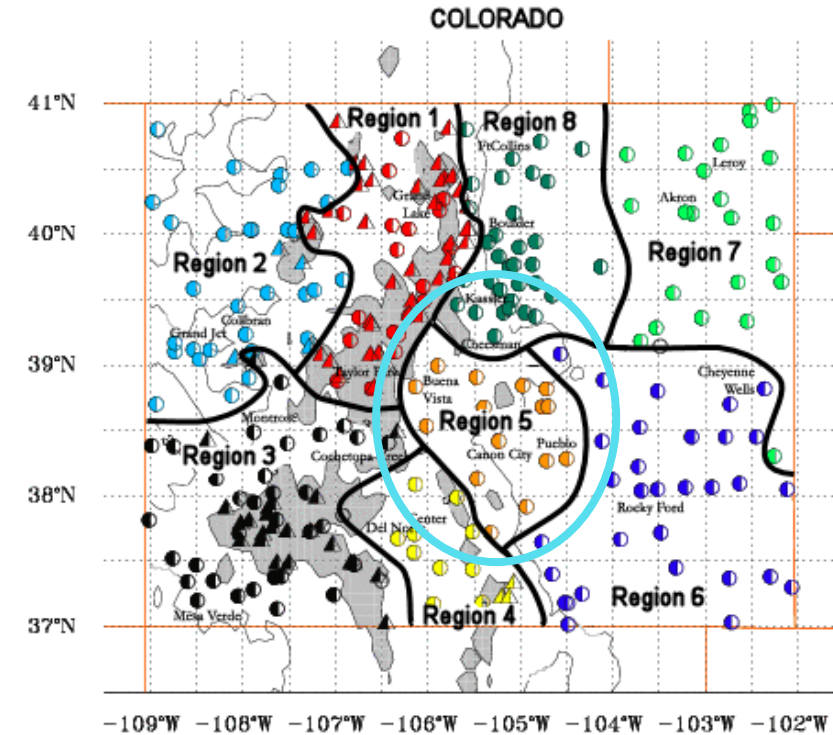 COLORADO
41°N
Region 1
Region 8
FtCollins
Leroy
Grand
Lake
Akron
Boulder
40°N
Region 2
Region 7
Kassler
Collbran
Grand Jct
Cheesman
39°N
Taylor Park
Buena
Vista
Cheyenne
Wells
Montrose
Region 5
Region 3
Cochetopa Creek
Canon City
Pueblo
38°N
Rocky Ford
Del Norte
Center
Mesa Verde
Region 4
Region 6
37°N
-109°W -108°W -107°W -106°W -105°W -104°W -103°W -102°W